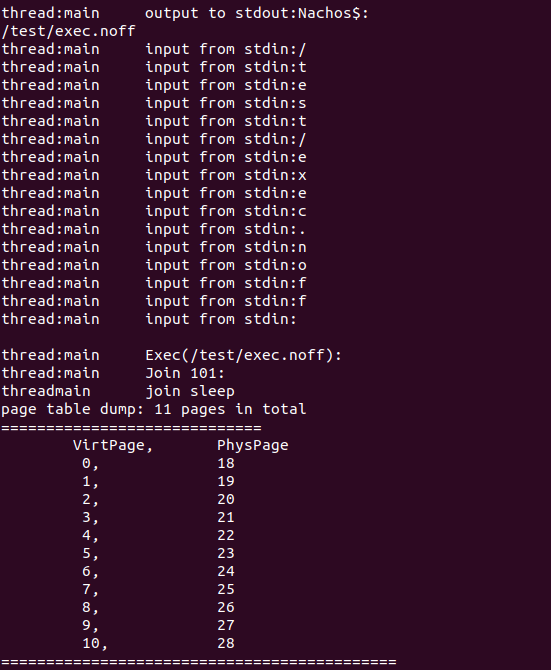 thread:main     output to stdout:Nachos$:
/test/exec.noff
thread:main     input from stdin:/
thread:main     input from stdin:t
thread:main     input from stdin:e
thread:main     input from stdin:s
thread:main     input from stdin:t
thread:main     input from stdin:/
thread:main     input from stdin:e
thread:main     input from stdin:x
thread:main     input from stdin:e
thread:main     input from stdin:c
thread:main     input from stdin:.
thread:main     input from stdin:n
thread:main     input from stdin:o
thread:main     input from stdin:f
thread:main     input from stdin:f
thread:main     input from stdin:

thread:main     Exec(/test/exec.noff):
thread:main     Join 101:
threadmain      join sleep
page table dump: 11 pages in total
=============================
        VirtPage,       PhysPage
         0,             18
         1,             19
         2,             20
         3,             21
         4,             22
         5,             23
         6,             24
         7,             25
         8,             26
         9,             27
         10,            28
============================================